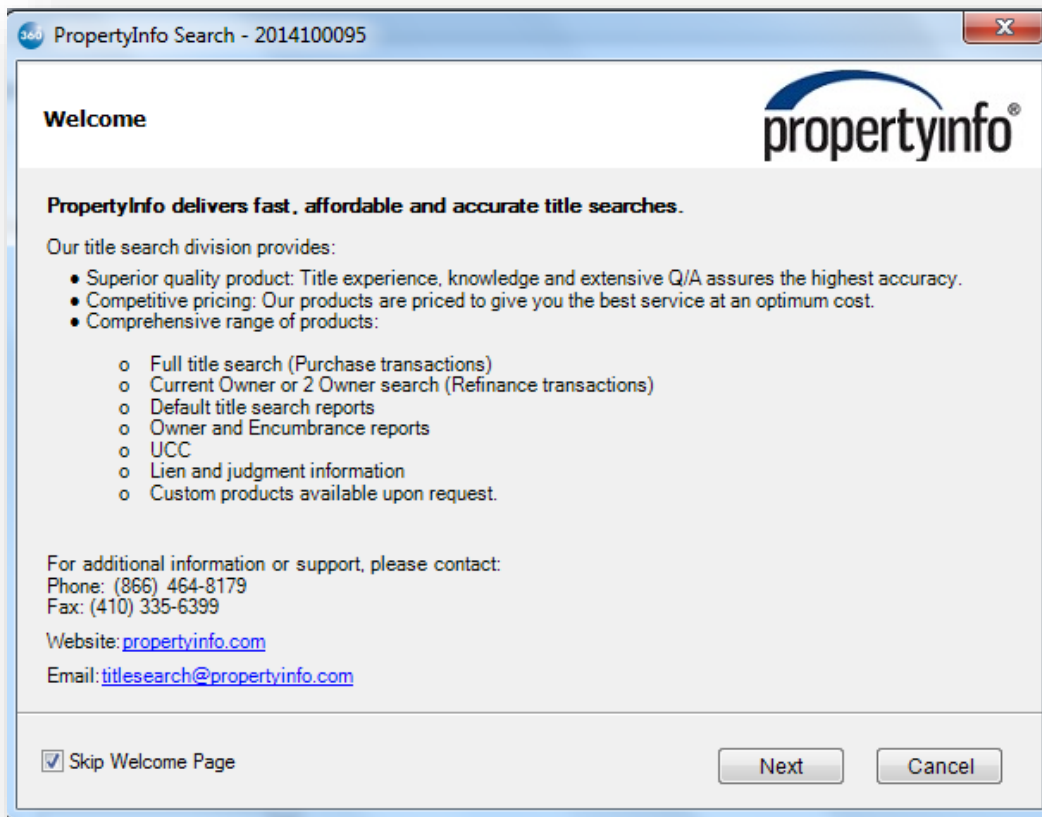 360 PropertyInfo Search - 2014100095
X
Welcome
propertyinfo®
PropertyInfo delivers fast, affordable and accurate title searches.
Our title search division provides:
● Superior quality product: Title experience, knowledge and extensive Q/A assures the highest accuracy.
● Competitive pricing: Our products are priced to give you the best service at an optimum cost.
● Comprehensive range of products:
o Full title search (Purchase transactions)
o Current Owner or 2 Owner search (Refinance transactions)
o Default title search reports
o Owner and Encumbrance reports
o UCC
o Lien and judgment information
o Custom products available upon request.
For additional information or support, please contact:
Phone: (866) 464-8179
Fax: (410) 335-6399
Website: propertyinfo.com
Email: titlesearch@propertyinfo.com
Skip Welcome Page
Next
Cancel